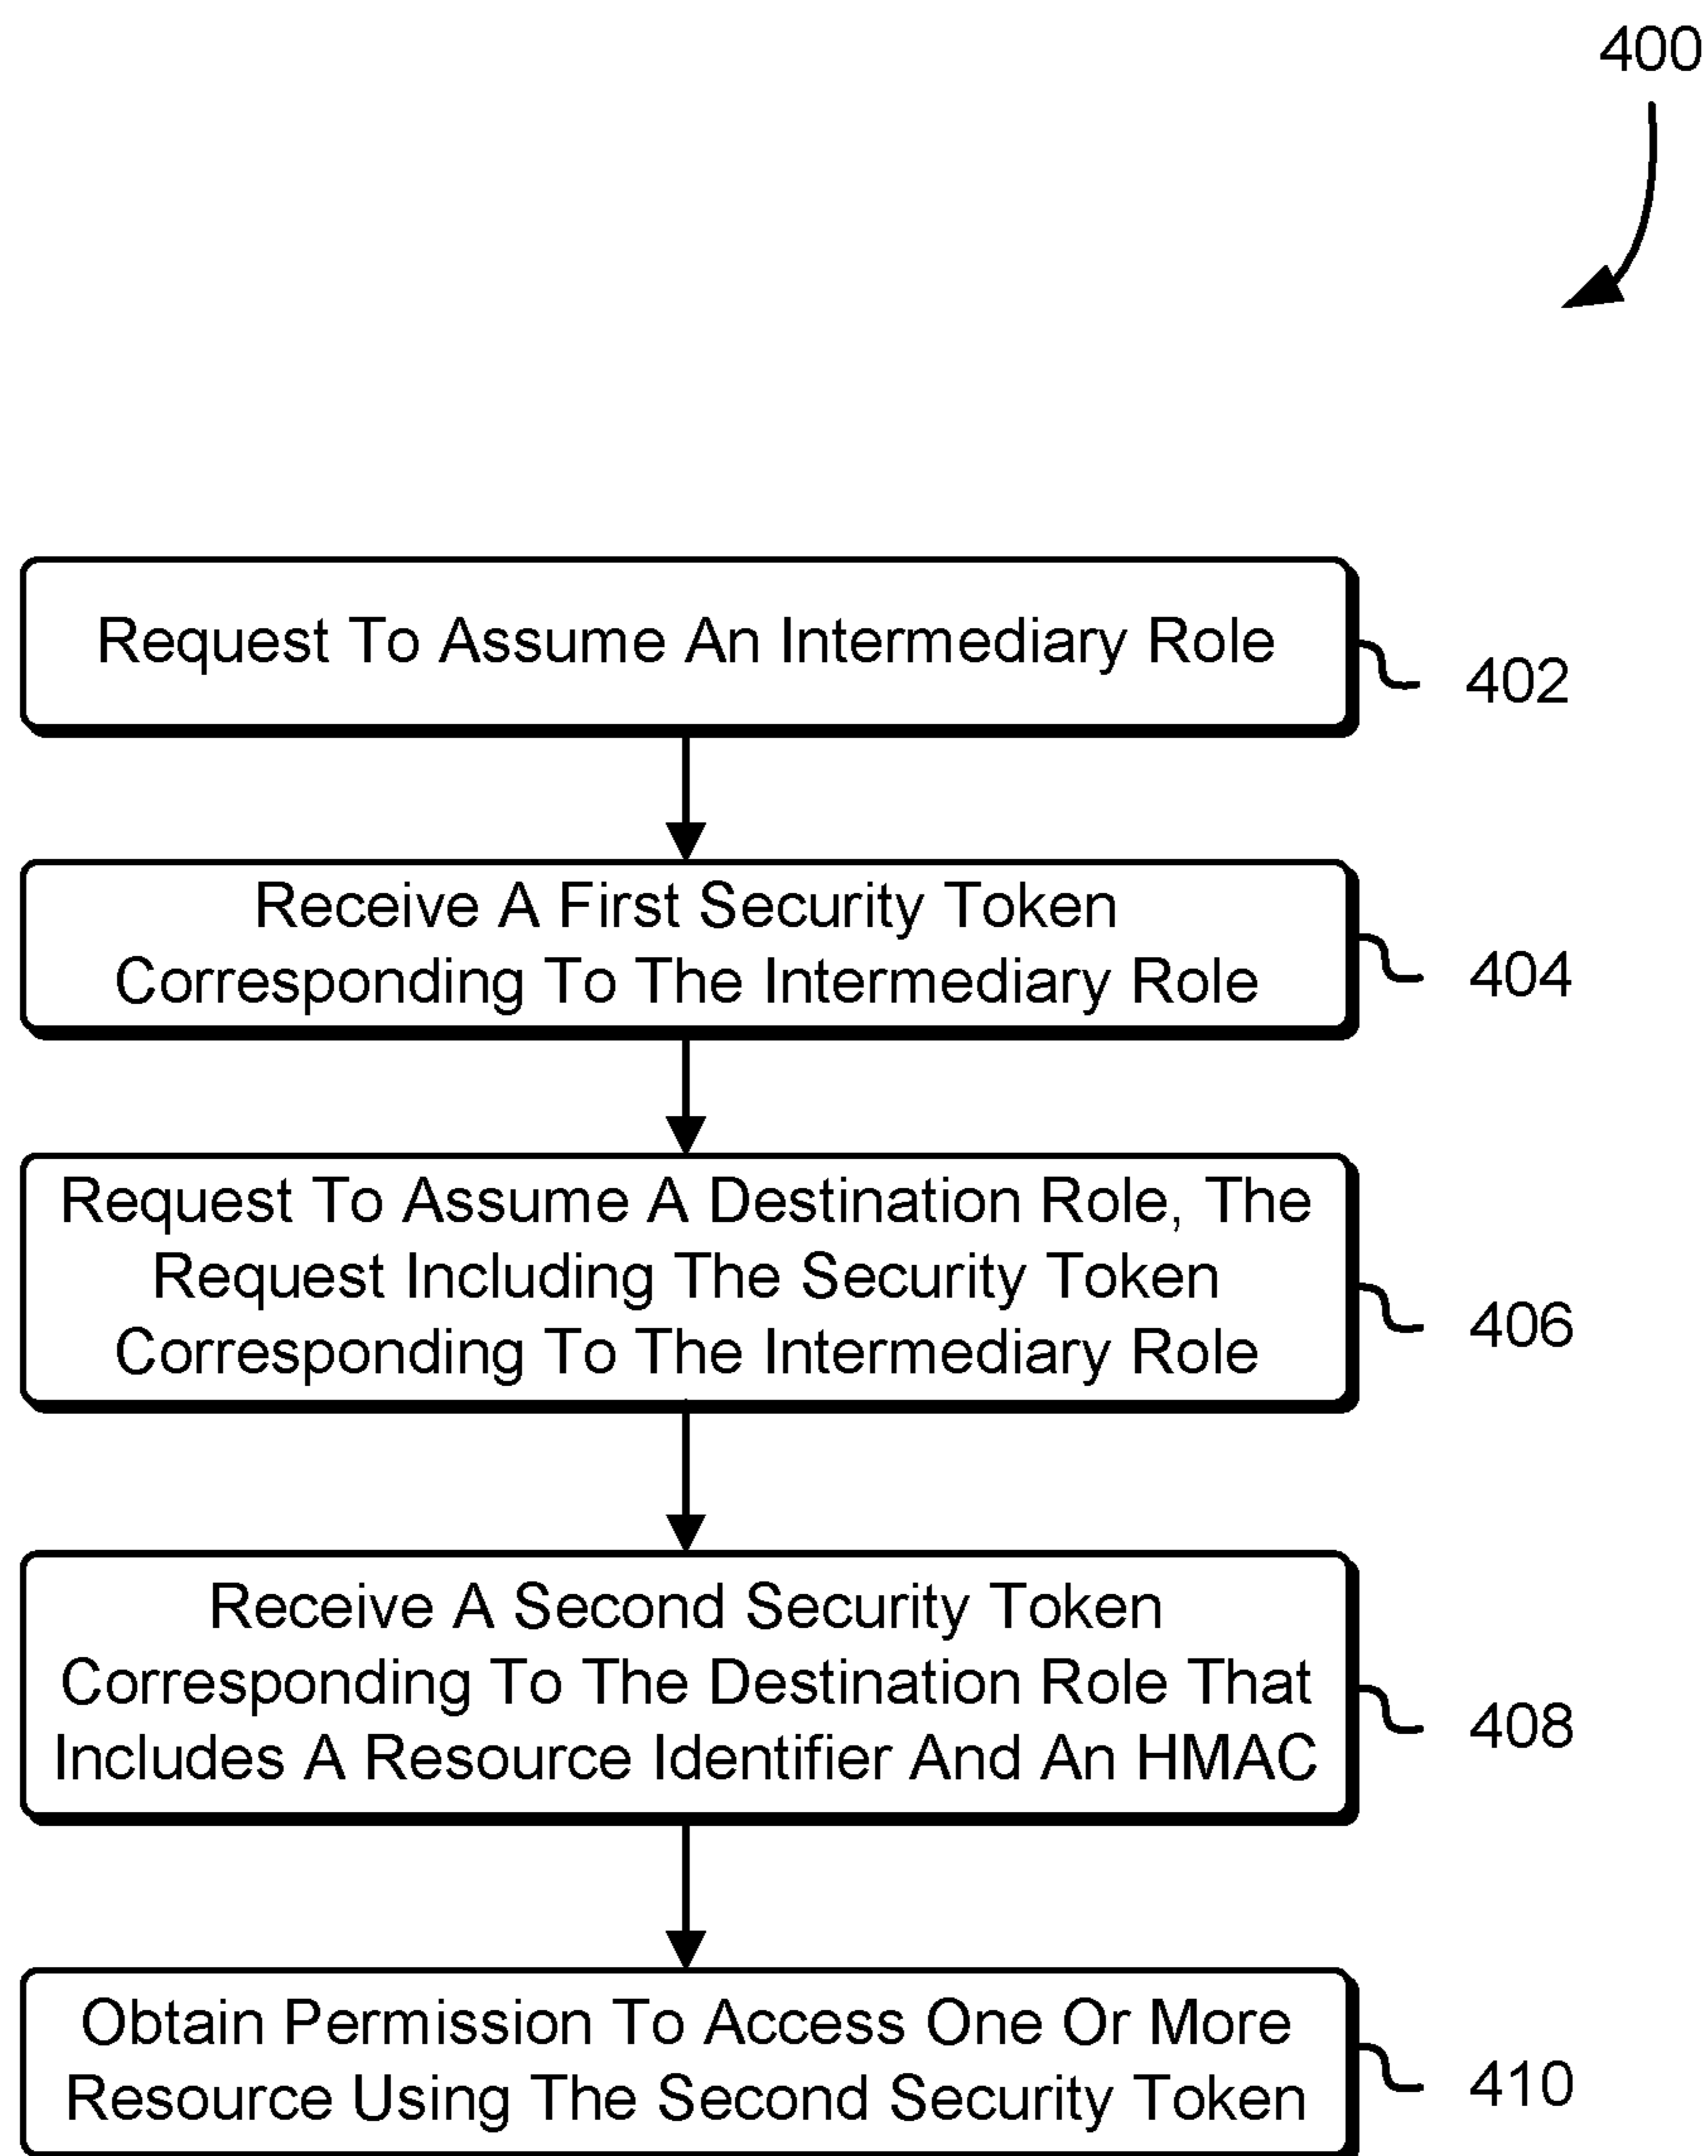 400
Request To Assume An Intermediary Role
402
Receive A First Security Token
Corresponding To The Intermediary Role
404
Request To Assume A Destination Role, The
Request Including The Security Token
Corresponding To The Intermediary Role
406
Receive A Second Security Token
Corresponding To The Destination Role That
Includes A Resource Identifier And An HMAC
408
Obtain Permission To Access One Or More
Resource Using The Second Security Token
410